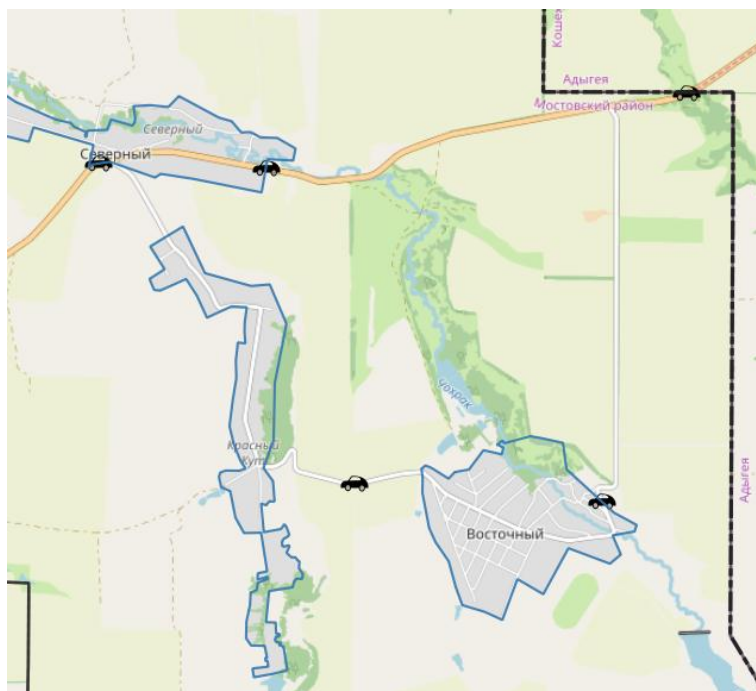 Кошех
Адыгея
Мостовский район
Северный
Северный
Чохрак
Красный
Кут
Восточный
Адыгея